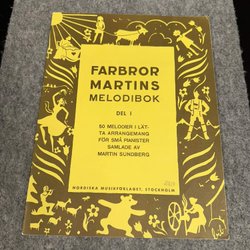 FARBROR
MARTINS
MELODIBOK
DEL I
50 MELODIER I LÄT-
TA ARRANGEMANG
FÖR SMÅ PIANISTER
SAMLADE AV
MARTIN SUNDBERG
NORDISKA MUSIKFÖRLAGET, STOCKHOLM